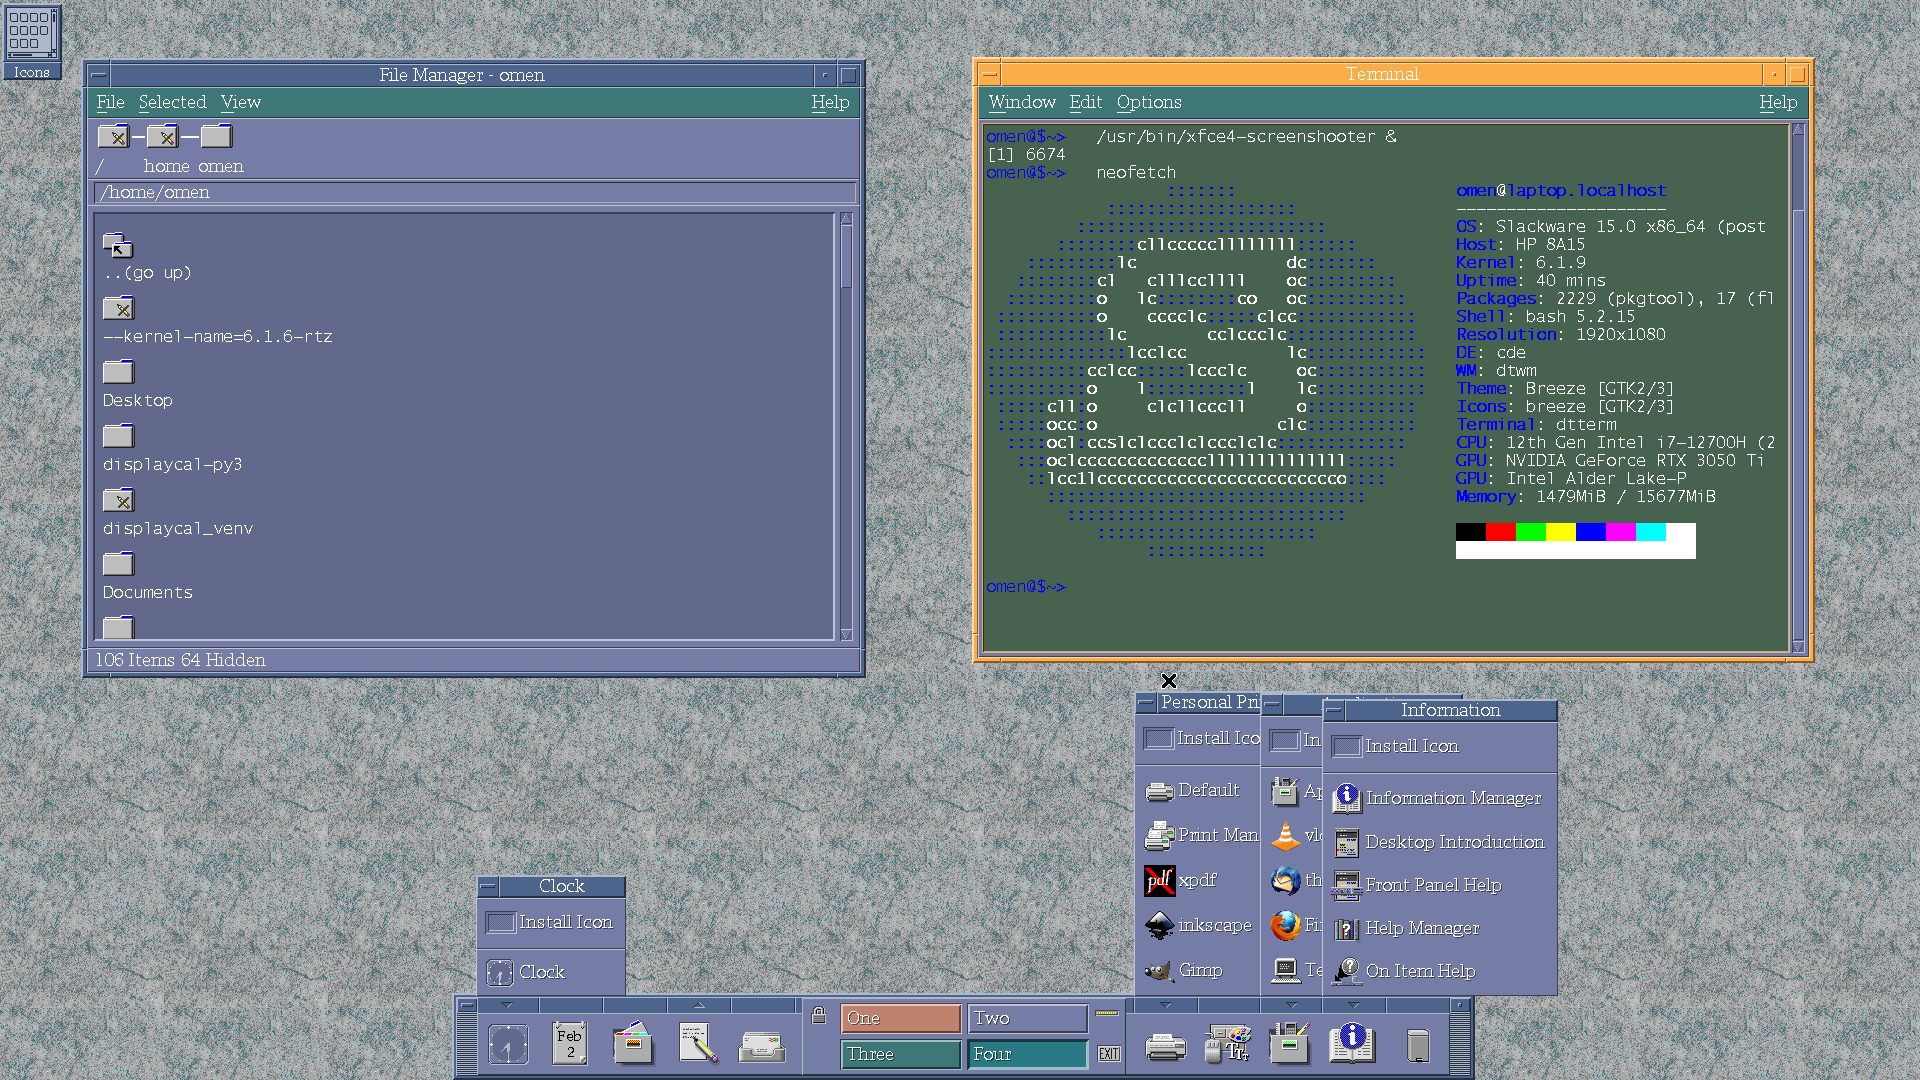 Icons
File Manager - omen
File Selected View Help
/ home omen
/home/omen
..(go up)
--kernel-name=6.1.6-rtz
Desktop
displaycal-py3
displaycal_venv
Documents
106 Items 64 Hidden
Terminal
Window Edit Options Help
omen@$~> /usr/bin/xfce4-screenshooter &
[1] 6674
omen@$~> neofetch
omen@laptop.localhost
---------------------
OS: Slackware 15.0 x86_64 (post
Host: HP 8A15
Kernel: 6.1.9
Uptime: 40 mins
Packages: 2229 (pkgtool), 17 (fl
Shell: bash 5.2.15
Resolution: 1920x1080
DE: cde
WM: dtwm
Theme: Breeze [GTK2/3]
Icons: breeze [GTK2/3]
Terminal: dtterm
CPU: 12th Gen Intel i7-12700H (2
GPU: NVIDIA GeForce RTX 3050 Ti
GPU: Intel Alder Lake-P
Memory: 1479MiB / 15677MiB
omen@$~>
Personal Pri
Install Ico
Default
Print Man
xpdf
inkscape
Gimp
In
Ap
vl
th
Fi
Te
Information
Install Icon
Information Manager
Desktop Introduction
Front Panel Help
Help Manager
On Item Help
Clock
Install Icon
Clock
Feb
2
One Two
Three Four
EXIT